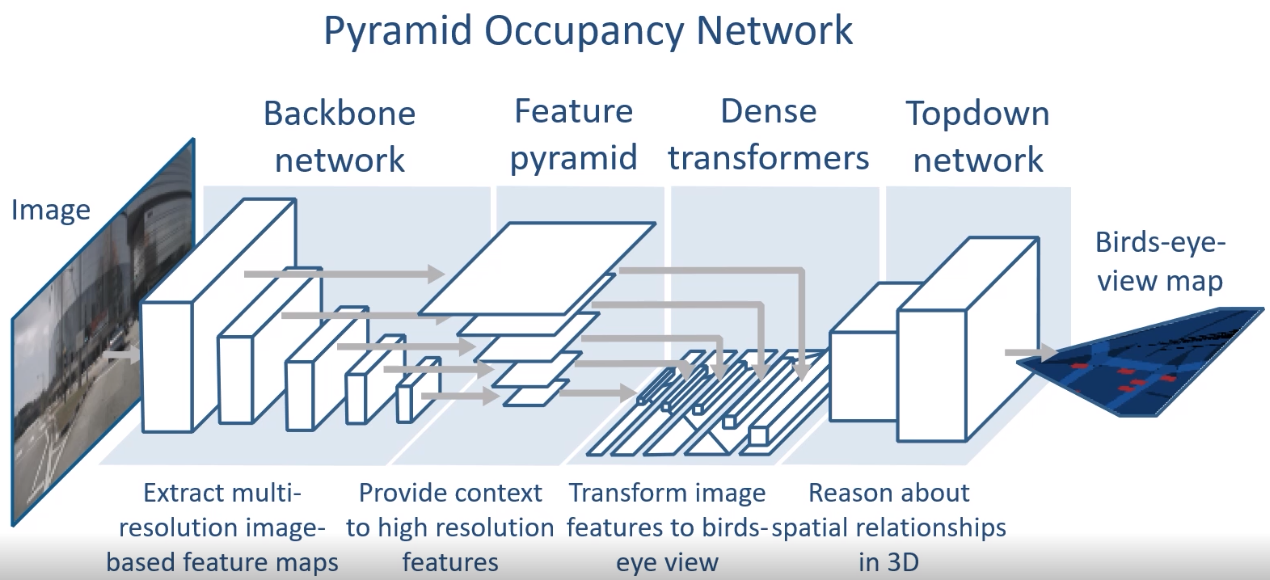 Pyramid Occupancy Network
Backbone
network
Feature
pyramid
Dense
transformers
Topdown
network
Image
Birds-eye-
view map
Extract multi-
resolution image-
based feature maps
Provide context
to high resolution
features
Transform image
features to birds-
eye view
Reason about
spatial relationships
in 3D